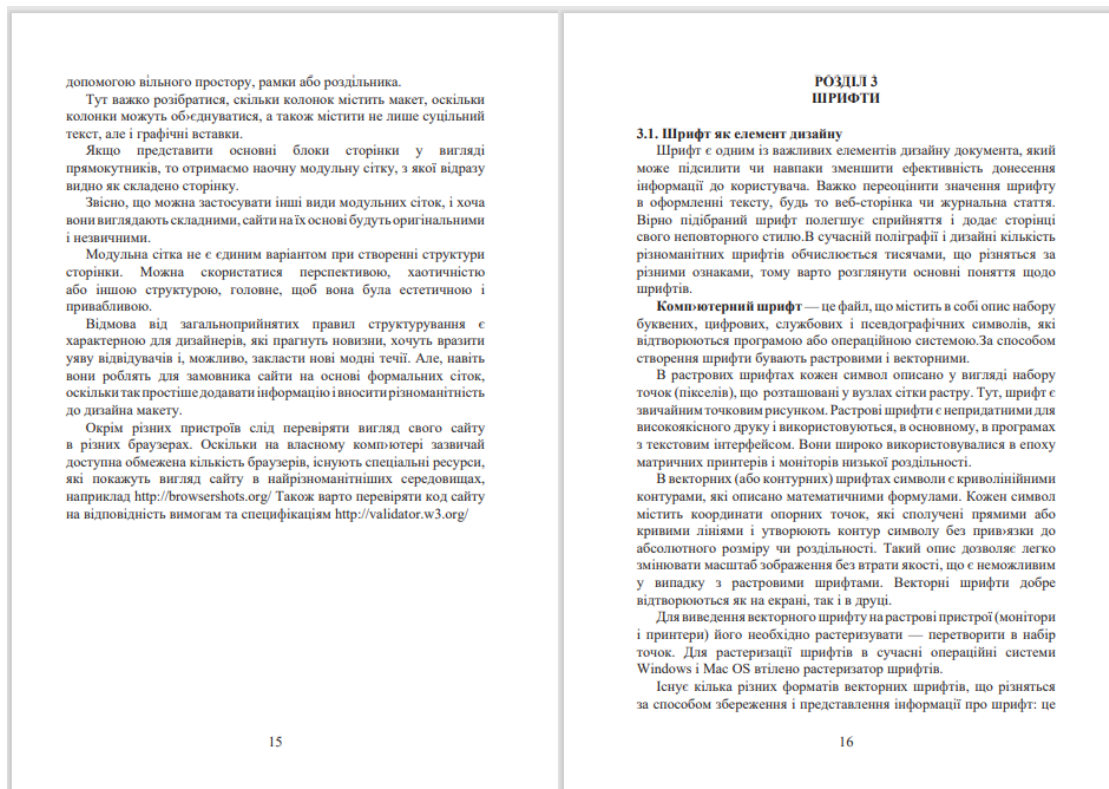 допомогою вільного простору, рамки або роздільника.
Тут важко розібратися, скільки колонок містить макет, оскільки
колонки можуть об›єднуватися, а також містити не лише суцільний
текст, але і графічні вставки.
Якщо представити основні блоки сторінки у вигляді
прямокутників, то отримаємо наочну модульну сітку, з якої відразу
видно як складено сторінку.
Звісно, що можна застосувати інші види модульних сіток, і хоча
вони виглядають складними, сайти на їх основі будуть оригінальними
і незвичними.
Модульна сітка не є єдиним варіантом при створенні структури
сторінки. Можна скористатися перспективою, хаотичністю
або іншою структурою, головне, щоб вона була естетичною і
привабливою.
Відмова від загальноприйнятих правил структурування є
характерною для дизайнерів, які прагнуть новизни, хочуть вразити
уяву відвідувачів і, можливо, закласти нові модні течії. Але, навіть
вони роблять для замовника сайти на основі формальних сіток,
оскільки так простіше додавати інформацію і вносити різноманітність
до дизайна макету.
Окрім різних пристроїв слід перевіряти вигляд свого сайту
в різних браузерах. Оскільки на власному комп›ютері зазвичай
доступна обмежена кількість браузерів, існують спеціальні ресурси,
які покажуть вигляд сайту в найрізноманітніших середовищах,
наприклад http://browsershots.org/ Також варто перевіряти код сайту
на відповідність вимогам та специфікаціям http://validator.w3.org/
15
РОЗДІЛ 3
ШРИФТИ
3.1. Шрифт як елемент дизайну
Шрифт є одним із важливих елементів дизайну документа, який
може підсилити чи навпаки зменшити ефективність донесення
інформації до користувача. Важко переоцінити значення шрифту
в оформленні тексту, будь то веб-сторінка чи журнальна стаття.
Вірно підібраний шрифт полегшує сприйняття і додає сторінці
свого неповторного стилю.В сучасній поліграфії і дизайні кількість
різноманітних шрифтів обчислюється тисячами, що різняться за
різними ознаками, тому варто розглянути основні поняття щодо
шрифтів.
Комп›ютерний шрифт — це файл, що містить в собі опис набору
буквених, цифрових, службових і псевдографічних символів, які
відтворюються програмою або операційною системою.За способом
створення шрифти бувають растровими і векторними.
В растрових шрифтах кожен символ описано у вигляді набору
точок (пікселів), що розташовані у вузлах сітки растру. Тут, шрифт є
звичайним точковим рисунком. Растрові шрифти є непридатними для
високоякісного друку і використовуються, в основному, в програмах
з текстовим інтерфейсом. Вони широко використовувалися в епоху
матричних принтерів і моніторів низької роздільності.
В векторних (або контурних) шрифтах символи є криволінійними
контурами, які описано математичними формулами. Кожен символ
містить координати опорних точок, які сполучені прямими або
кривими лініями і утворюють контур символу без прив›язки до
абсолютного розміру чи роздільності. Такий опис дозволяє легко
змінювати масштаб зображення без втрати якості, що є неможливим
у випадку з растровими шрифтами. Векторні шрифти добре
відтворюються як на екрані, так і в друці.
Для виведення векторного шрифту на растрові пристрої (монітори
і принтери) його необхідно растеризувати — перетворити в набір
точок. Для растеризації шрифтів в сучасні операційні системи
Windows і Mac OS втілено растеризатор шрифтів.
Існує кілька різних форматів векторних шрифтів, що різняться
за способом збереження і представлення інформації про шрифт: це
16